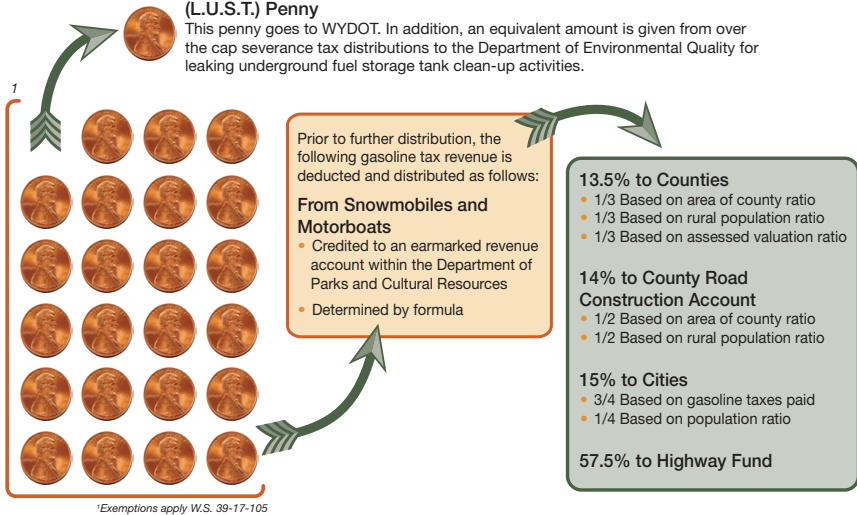 (L.U.S.T.) Penny
This penny goes to WYDOT. In addition, an equivalent amount is given from over
the cap severance tax distributions to the Department of Environmental Quality for
leaking underground fuel storage tank clean-up activities.
1
Prior to further distribution, the
following gasoline tax revenue is
deducted and distributed as follows:
From Snowmobiles and
Motorboats
• Credited to an earmarked revenue
account within the Department of
Parks and Cultural Resources
• Determined by formula
13.5% to Counties
• 1/3 Based on area of county ratio
• 1/3 Based on rural population ratio
• 1/3 Based on assessed valuation ratio
14% to County Road
Construction Account
• 1/2 Based on area of county ratio
• 1/2 Based on rural population ratio
15% to Cities
• 3/4 Based on gasoline taxes paid
• 1/4 Based on population ratio
57.5% to Highway Fund
¹Exemptions apply W.S. 39-17-105